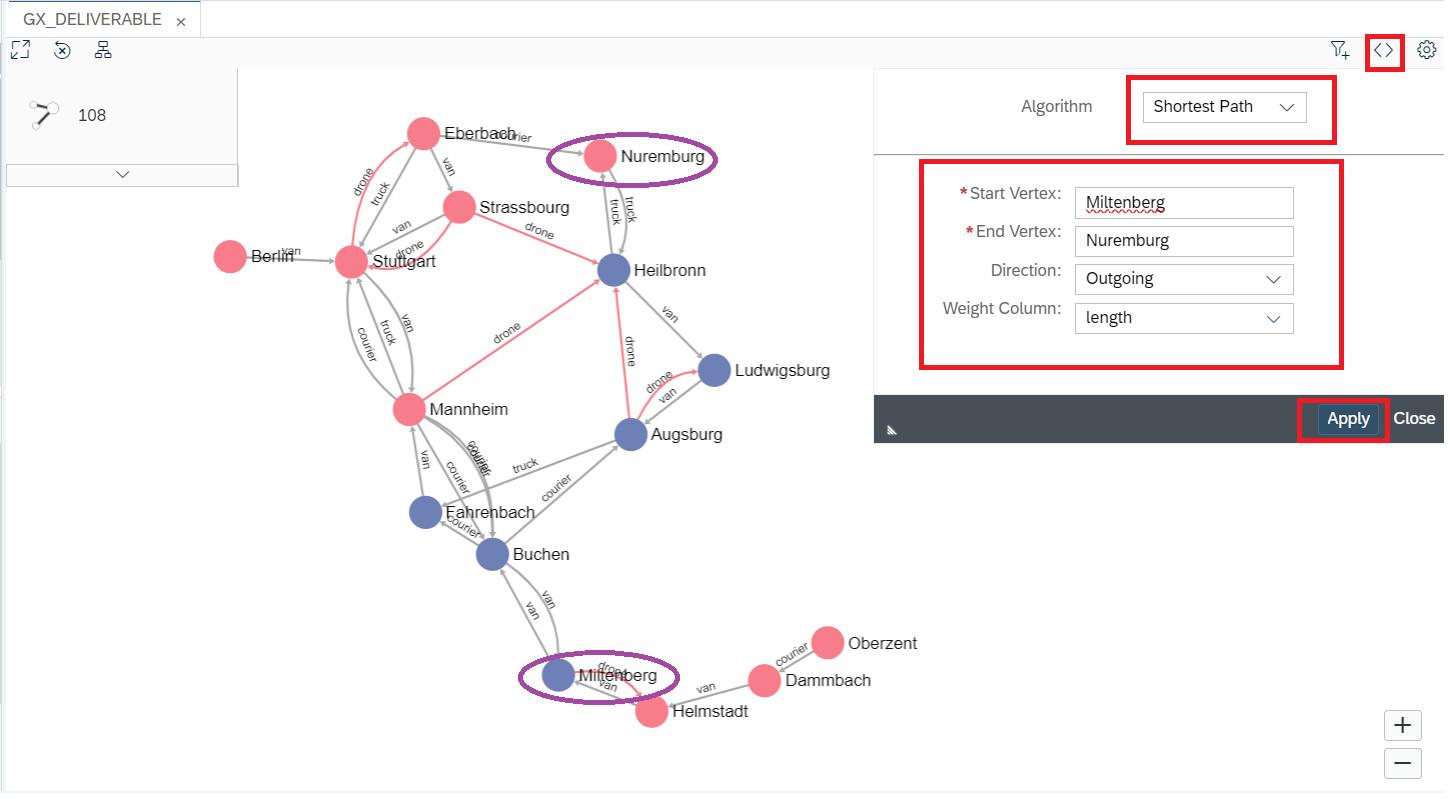 GX_DELIVERABLE ×
108
Algorithm Shortest Path
*Start Vertex: Miltenberg
*End Vertex: Nuremburg
Direction: Outgoing
Weight Column: length
Apply Close
Eberbach
courier
Nuremburg
van
drone
truck
truck
truck
Strassbourg
van
drone
drone
Berlin
van
Stuttgart
Heilbronn
van
van
truck
courier
drone
drone
Ludwigsburg
drone
van
Mannheim
Augsburg
courier
courier
courier
van
truck
courier
Fahrenbach
courier
Buchen
van
van
Oberzent
courier
Miltenberg
drone
van
Dammbach
van
Helmstadt
+
−